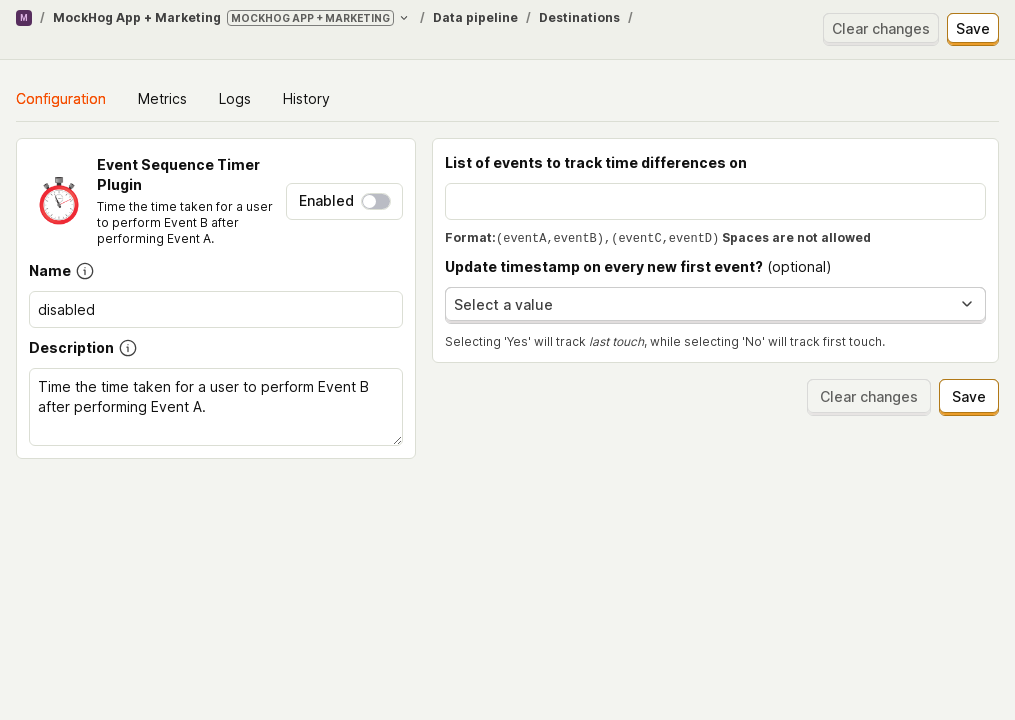 M / MockHog App + Marketing MOCKHOG APP + MARKETING / Data pipeline / Destinations /
Clear changes Save
Configuration Metrics Logs History
Event Sequence Timer
Plugin
Time the time taken for a user
to perform Event B after
performing Event A.
Enabled
Name
disabled
Description
Time the time taken for a user to perform Event B
after performing Event A.
List of events to track time differences on
Format:(eventA,eventB),(eventC,eventD) Spaces are not allowed
Update timestamp on every new first event? (optional)
Select a value
Selecting 'Yes' will track last touch, while selecting 'No' will track first touch.
Clear changes Save